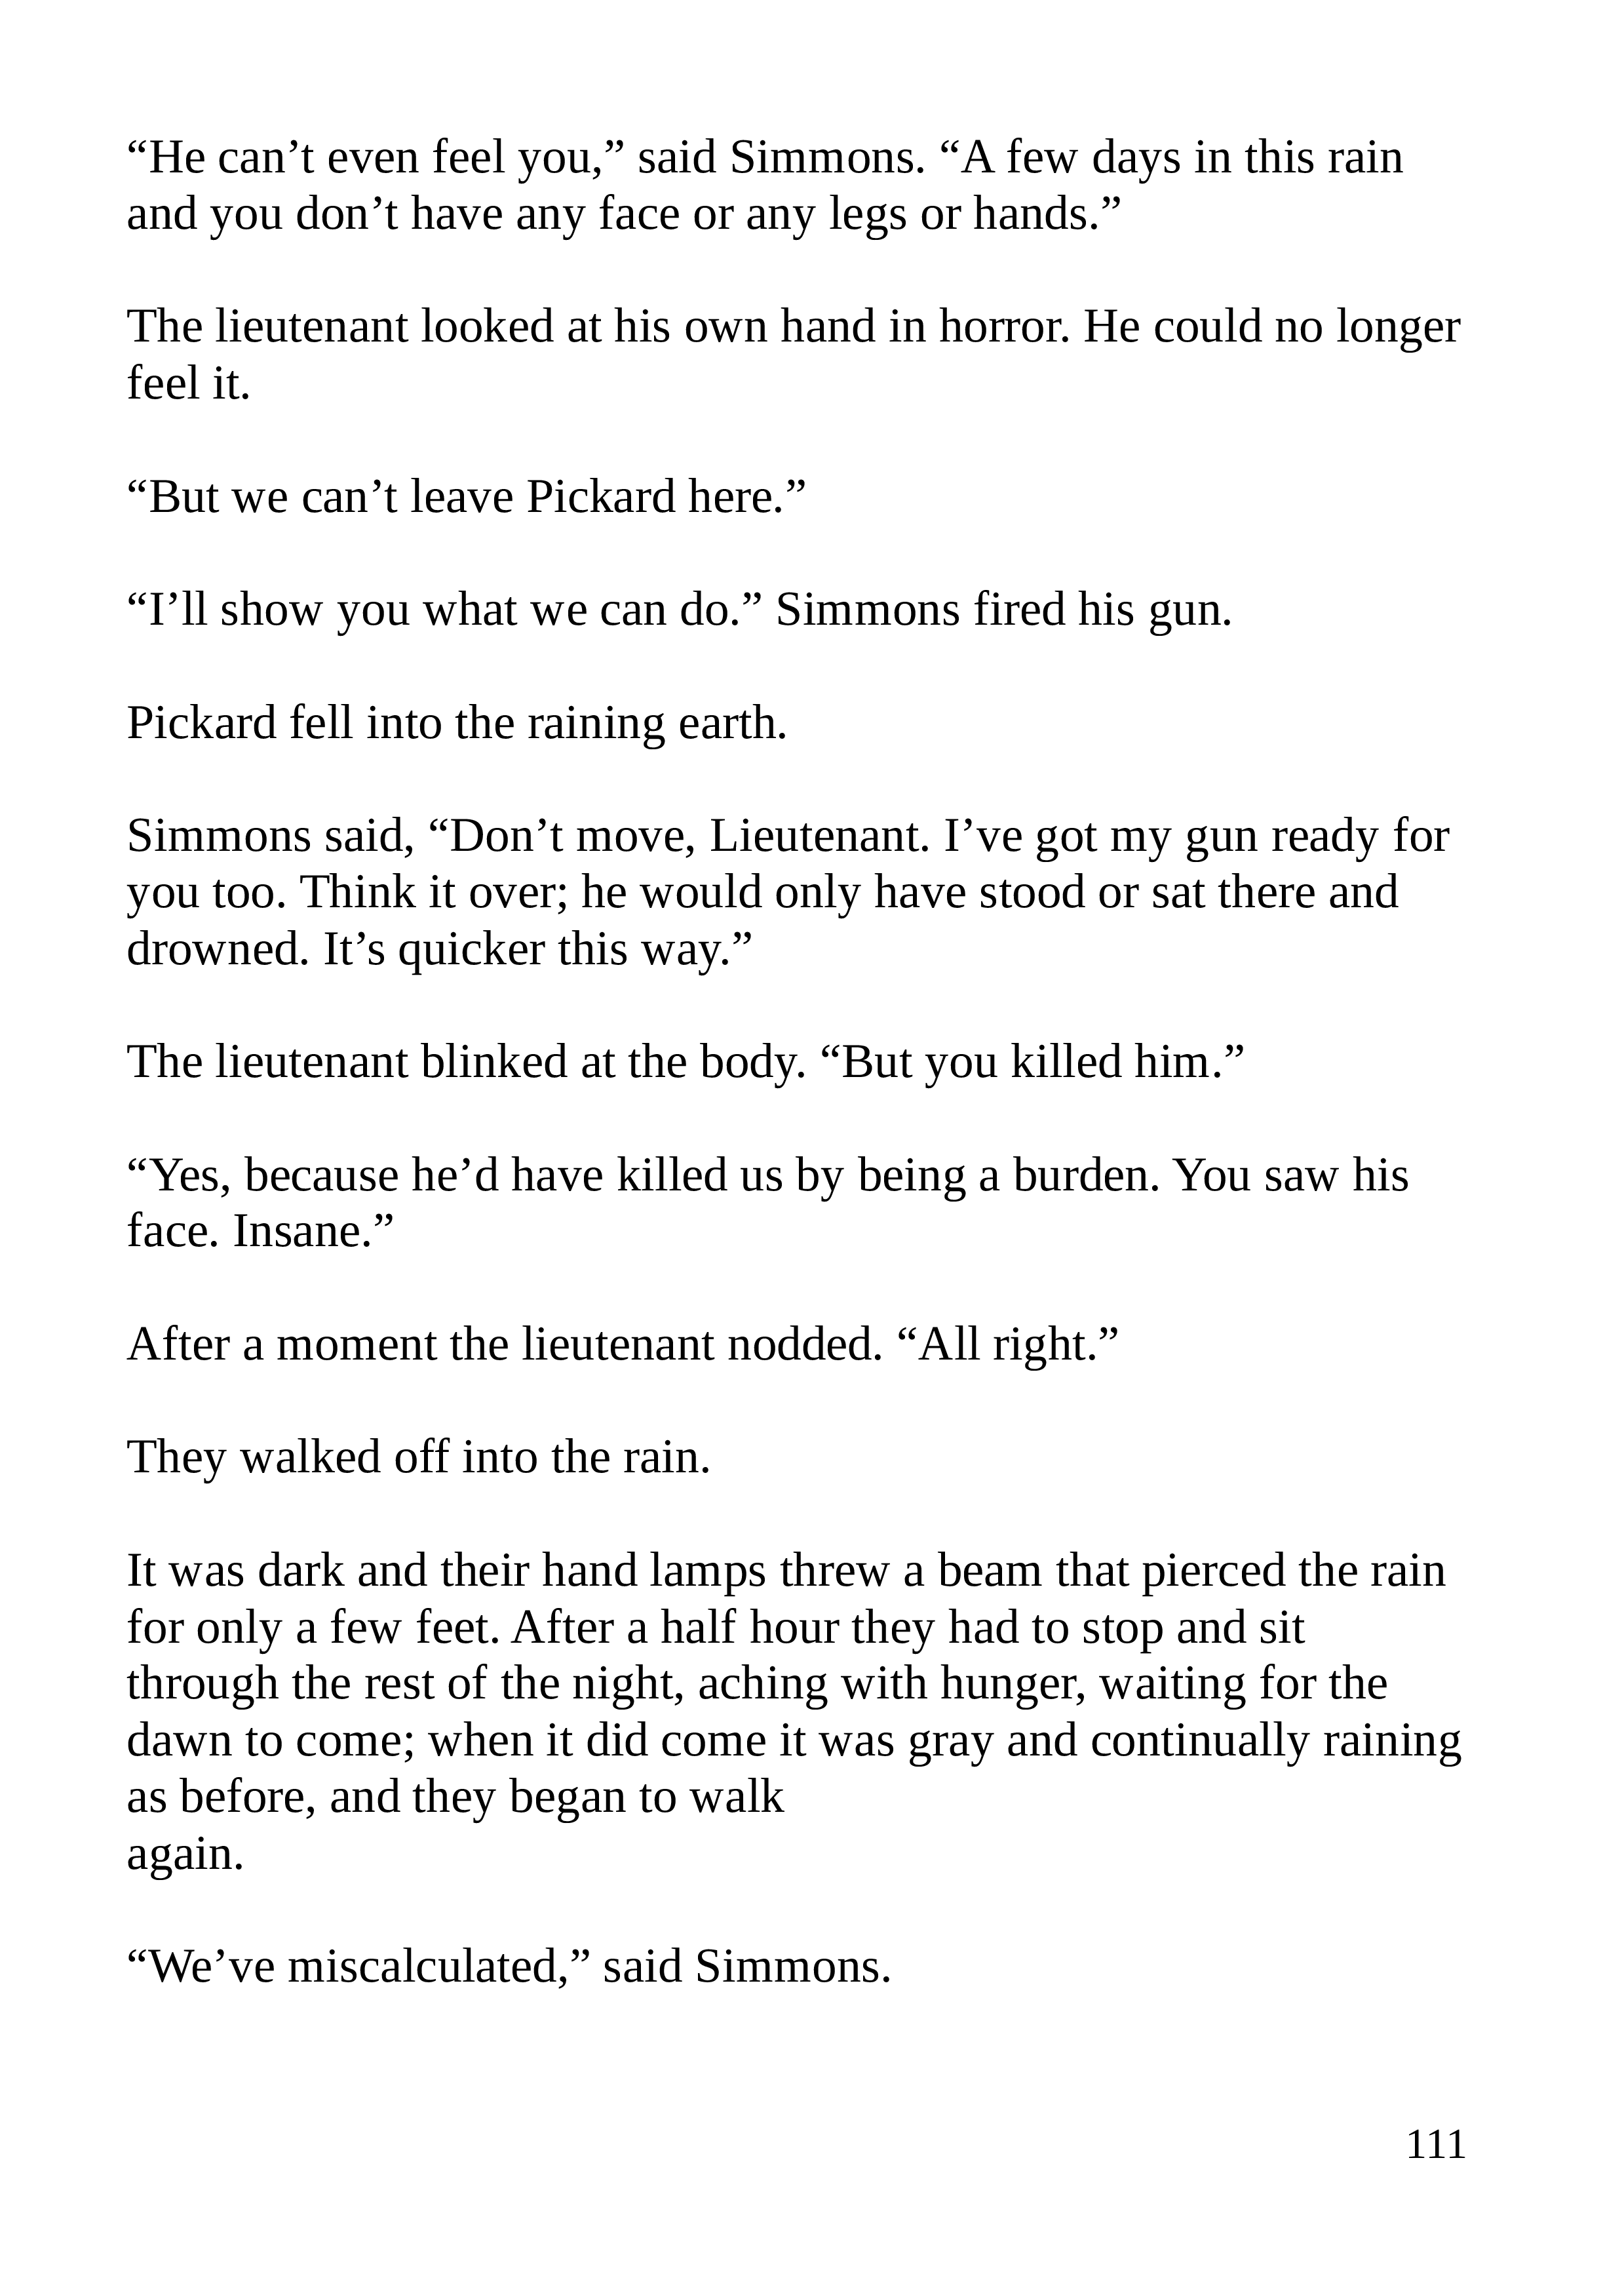 “He can’t even feel you,” said Simmons. “A few days in this rain
and you don’t have any face or any legs or hands.”
The lieutenant looked at his own hand in horror. He could no longer
feel it.
“But we can’t leave Pickard here.”
“I’ll show you what we can do.” Simmons fired his gun.
Pickard fell into the raining earth.
Simmons said, “Don’t move, Lieutenant. I’ve got my gun ready for
you too. Think it over; he would only have stood or sat there and
drowned. It’s quicker this way.”
The lieutenant blinked at the body. “But you killed him.”
“Yes, because he’d have killed us by being a burden. You saw his
face. Insane.”
After a moment the lieutenant nodded. “All right.”
They walked off into the rain.
It was dark and their hand lamps threw a beam that pierced the rain
for only a few feet. After a half hour they had to stop and sit
through the rest of the night, aching with hunger, waiting for the
dawn to come; when it did come it was gray and continually raining
as before, and they began to walk
again.
“We’ve miscalculated,” said Simmons.
111